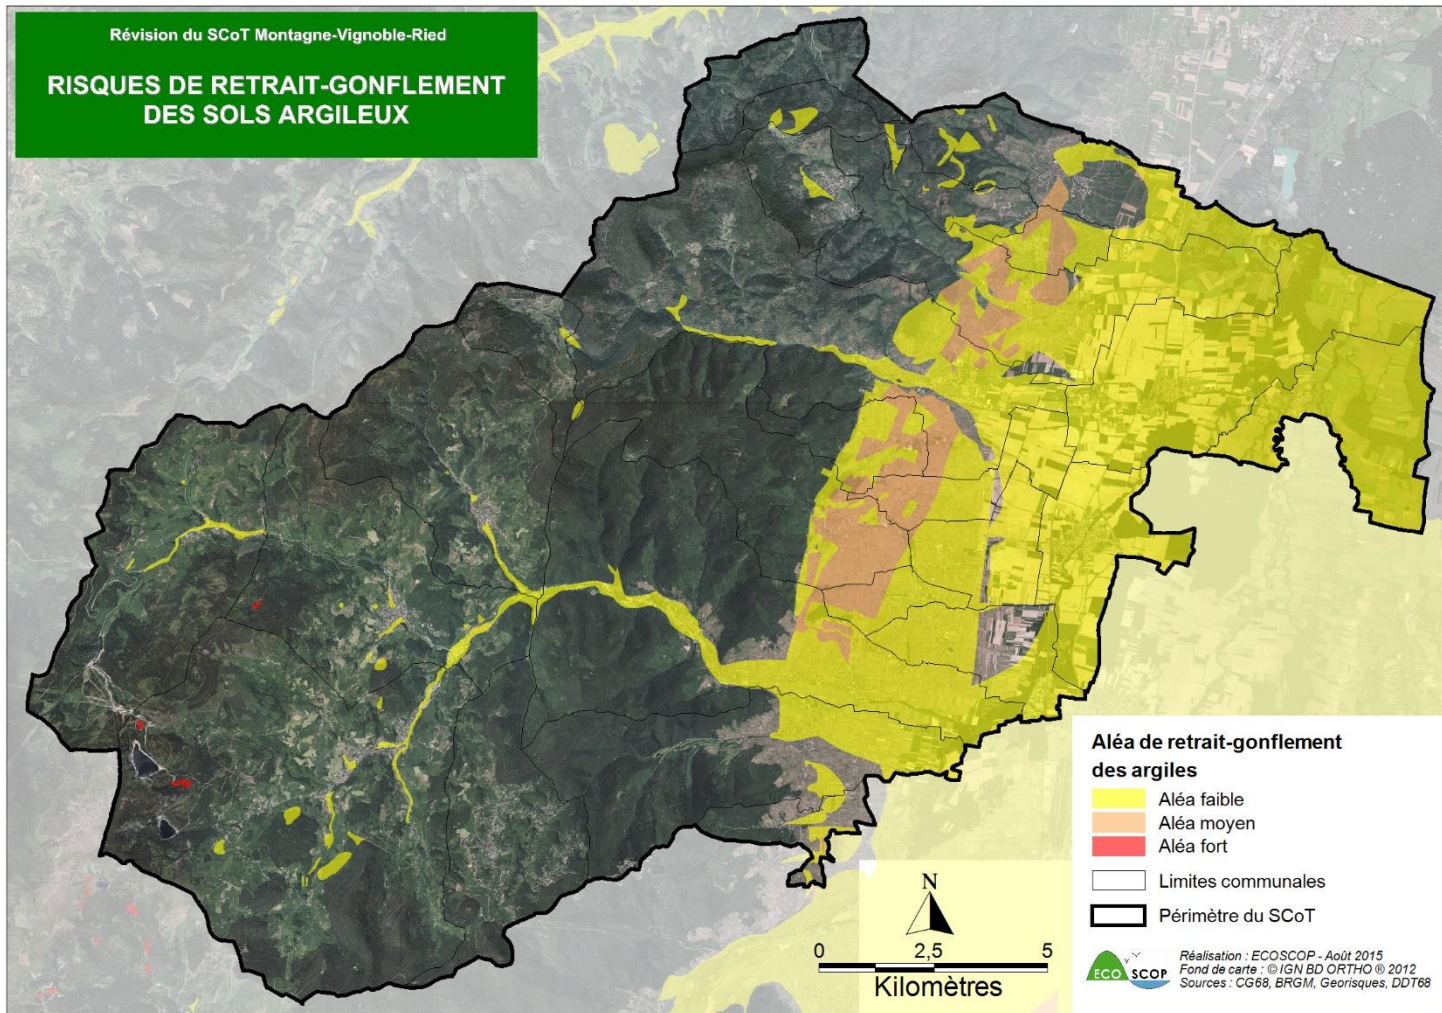 Révision du SCoT Montagne-Vignoble-Ried
RISQUES DE RETRAIT-GONFLEMENT
DES SOLS ARGILEUX
Aléa de retrait-gonflement
des argiles
Aléa faible
Aléa moyen
Aléa fort
Limites communales
Périmètre du SCoT
N
0 2,5 5
Kilomètres
ECO SCOP
Réalisation : ECOSCOP - Août 2015
Fond de carte : © IGN BD ORTHO ® 2012
Sources : CG68, BRGM, Georisques, DDT68